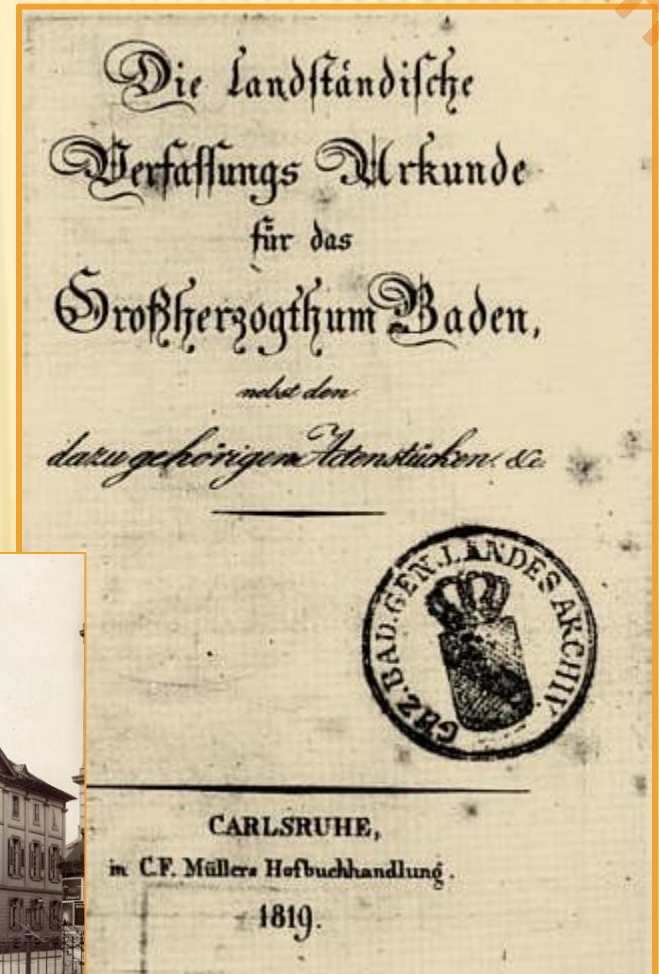 Die Landständische
Verfassungs Urkunde
für das
Großherzogthum Baden,
nebst den
dazu gehörigen Actenstücken. &c.
GHZ. BAD. GEN. LANDES ARCHIV
CARLSRUHE,
in C.F. Müllers Hofbuchhandlung.
1819.